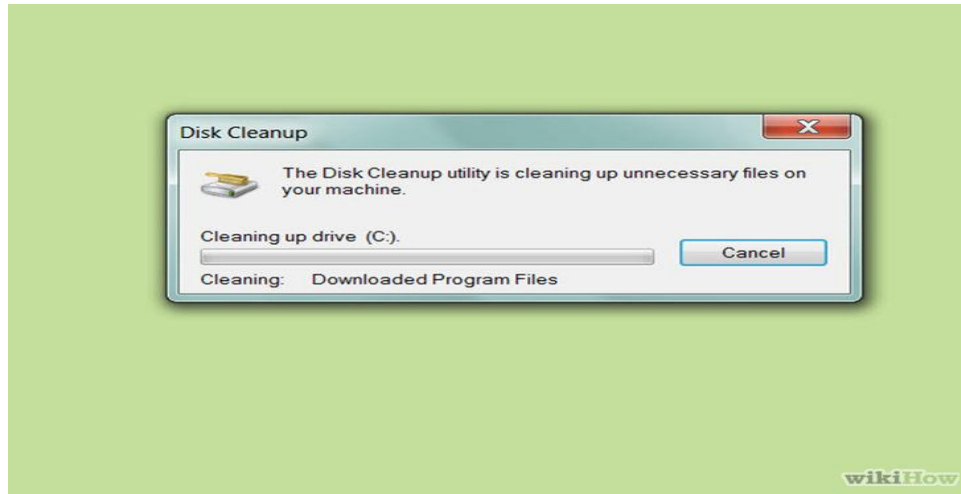 Disk Cleanup
The Disk Cleanup utility is cleaning up unnecessary files on
your machine.
Cleaning up drive (C:).
Cancel
Cleaning: Downloaded Program Files
wikiHow